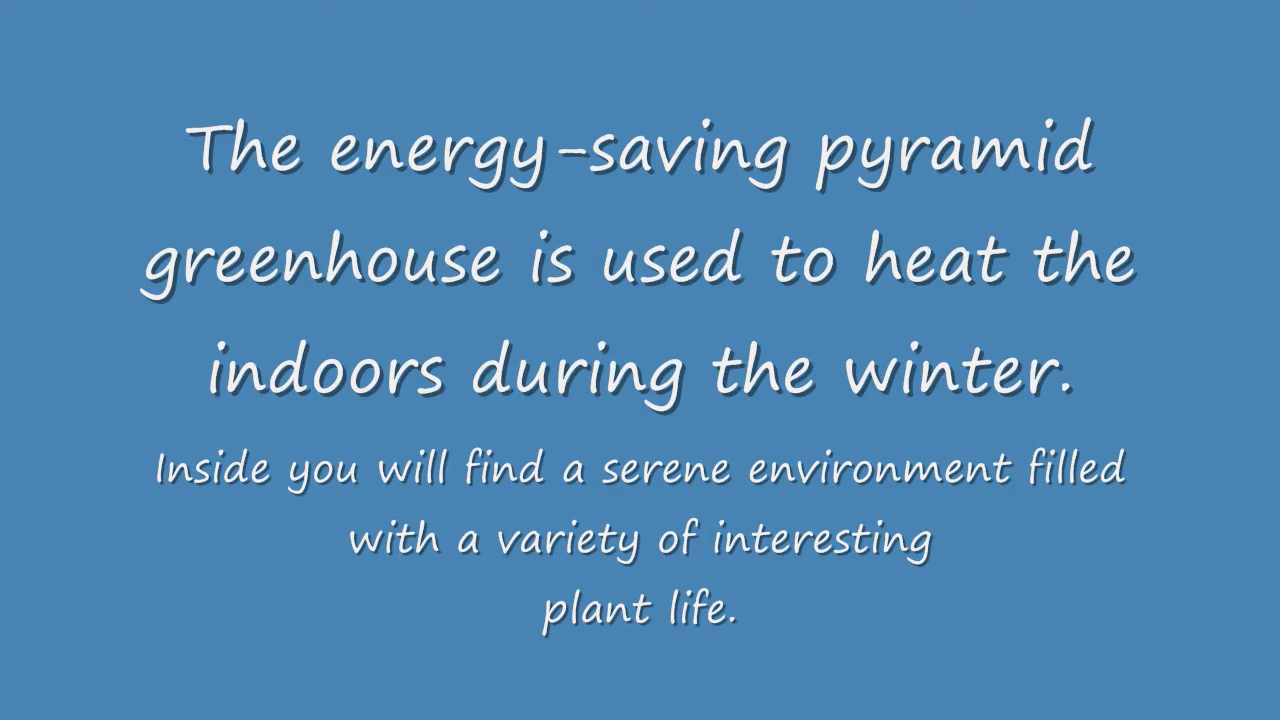 The energy-saving pyramid
greenhouse is used to heat the
indoors during the winter.
Inside you will find a serene environment filled
with a variety of interesting
plant life.